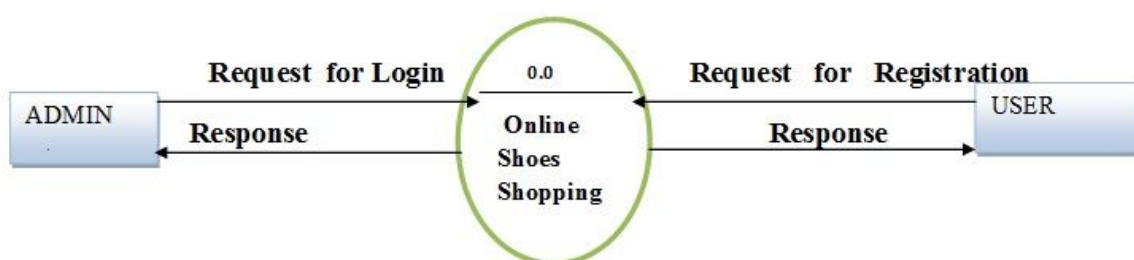 Request for Login
0.0
Request for Registration
ADMIN
USER
Response
Online
Shoes
Shopping
Response